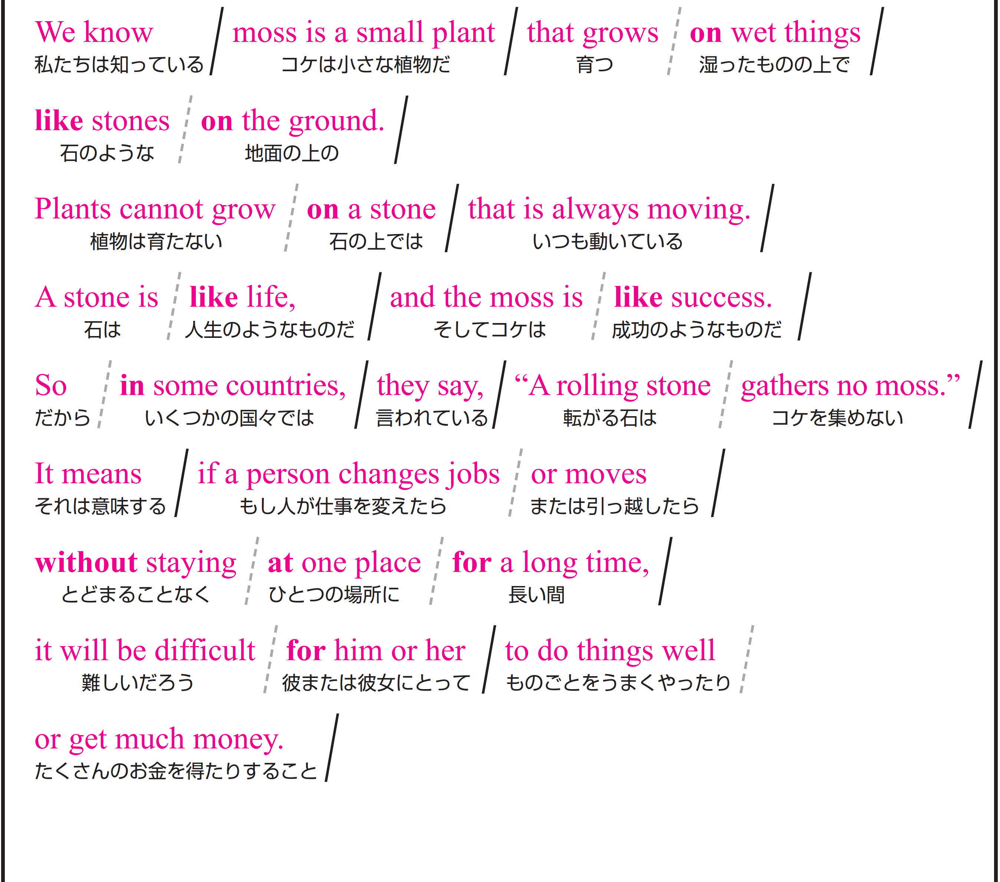 We know / moss is a small plant / that grows / on wet things /
私たちは知っている コケは小さな植物だ 育つ 湿ったものの上で
like stones / on the ground. /
石のような 地面の上の
Plants cannot grow / on a stone / that is always moving. /
植物は育たない 石の上では いつも動いている
A stone is / like life, / and the moss is / like success. /
石は 人生のようなものだ そしてコケは 成功のようなものだ
So / in some countries, / they say, / “A rolling stone / gathers no moss.” /
だから いくつかの国々では 言われている 転がる石は コケを集めない
It means / if a person changes jobs / or moves /
それは意味する もし人が仕事を変えたら または引っ越したら
without staying / at one place / for a long time, /
とどまることなく ひとつの場所に 長い間
it will be difficult / for him or her / to do things well /
難しいだろう 彼または彼女にとって ものごとをうまくやったり
or get much money. /
たくさんのお金を得たりすること